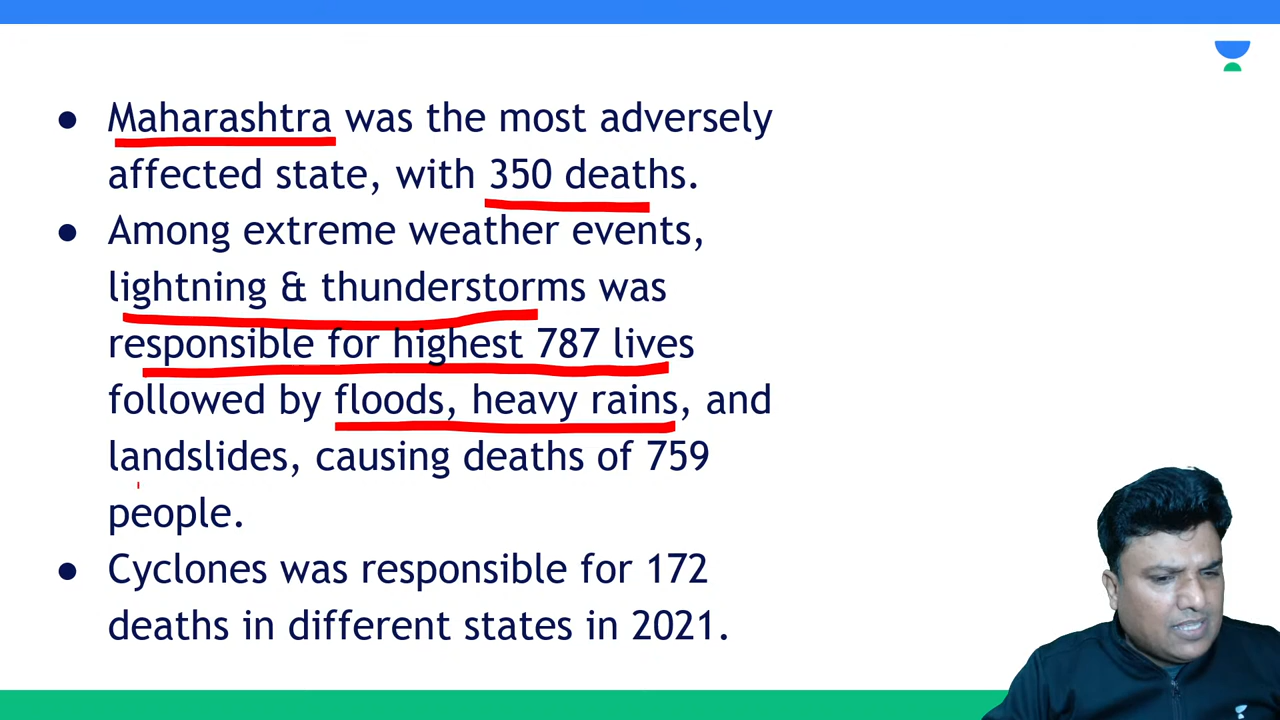 ● Maharashtra was the most adversely
affected state, with 350 deaths.
● Among extreme weather events,
lightning & thunderstorms was
responsible for highest 787 lives
followed by floods, heavy rains, and
landslides, causing deaths of 759
people.
● Cyclones was responsible for 172
deaths in different states in 2021.